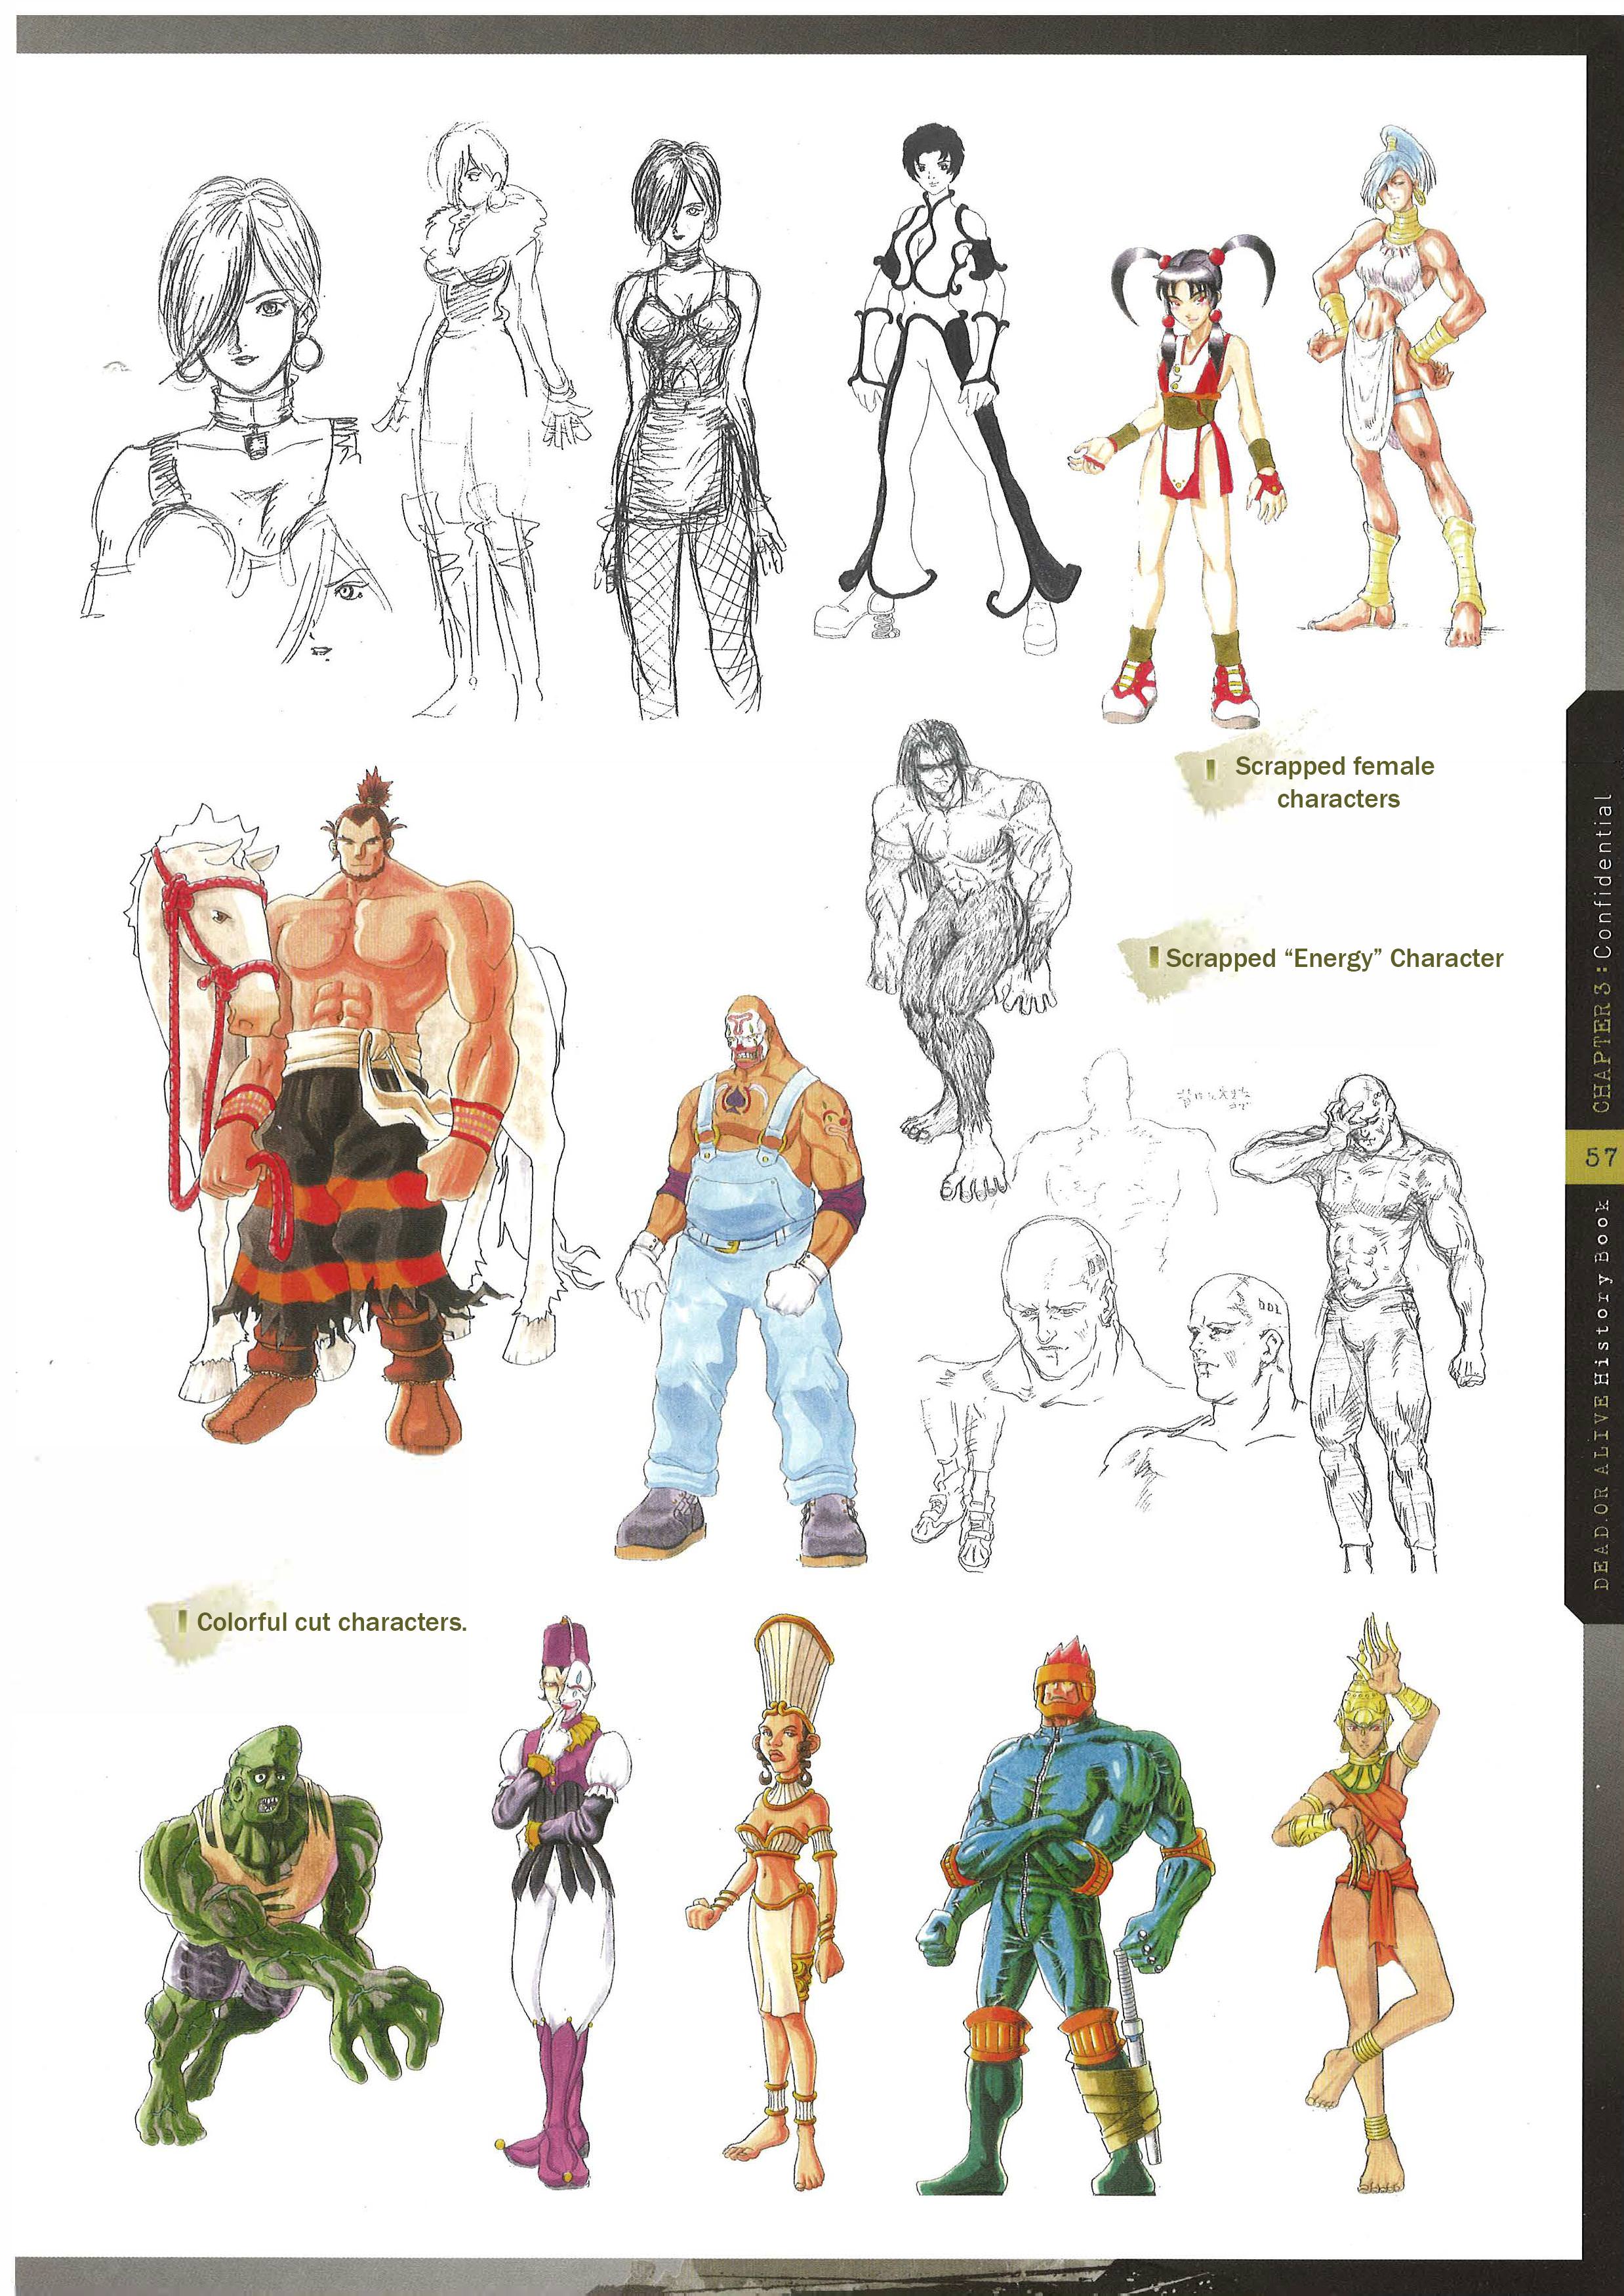 Scrapped female
characters
Scrapped “Energy” Character
Colorful cut characters.
CHAPTER 3 : Confidential
57
DEAD OR ALIVE History Book